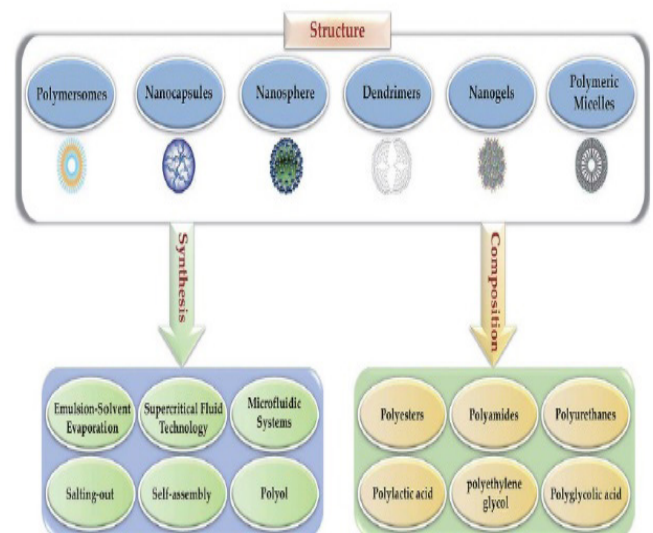 Structure
Polymersomes
Nanocapsules
Nanosphere
Dendrimers
Nanogels
Polymeric
Micelles
Synthesis
Composition
Emulsion-Solvent
Evaporation
Supercritical Fluid
Technology
Microfluidic
Systems
Salting-out
Self-assembly
Polyol
Polyesters
Polyamides
Polyurethanes
Polylactic acid
polyethylene
glycol
Polyglycolic acid